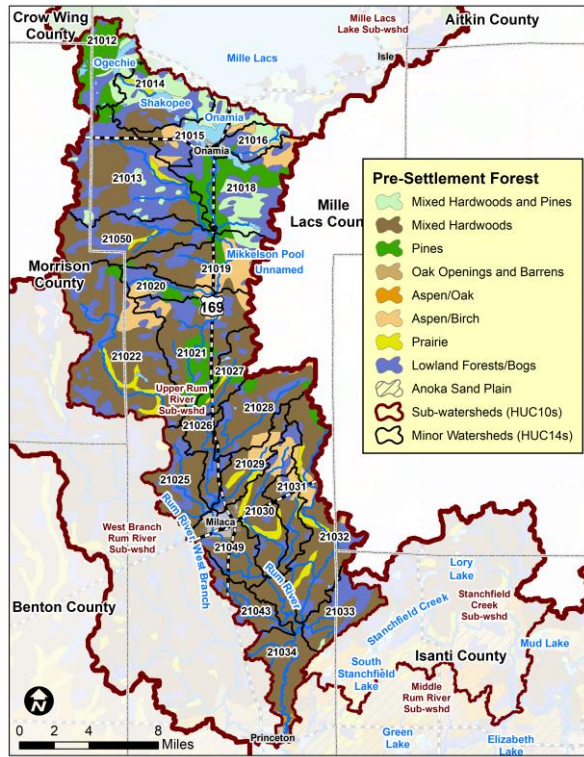 Crow Wing
County
21012
Ogechie
21014
Shakopee
Mille Lacs
Mille Lacs
Lake Sub-wshd
Aitkin County
Isle
Onamia
21015
21016
Onamia
21013
21018
Mille
Lacs Coun
21050
Mikkelson Pool
Unnamed
Morrison
County
21019
21020
169
21022
21021
21027
Upper Rum
River
Sub-wshd
21026
21028
21029
21025
21031
21030
Milaca
21032
Rum River, West Branch
West Branch
Rum River
Sub-wshd
21049
Rum River
Benton County
21043
21033
21034
Princeton
Lory
Lake
Stanchfield Creek
Stanchfield
Creek
Sub-wshd
Mud Lake
South
Stanchfield
Lake
Isanti County
Middle
Rum River
Sub-wshd
Green
Lake
Elizabeth
Lake
Pre-Settlement Forest
Mixed Hardwoods and Pines
Mixed Hardwoods
Pines
Oak Openings and Barrens
Aspen/Oak
Aspen/Birch
Prairie
Lowland Forests/Bogs
Anoka Sand Plain
Sub-watersheds (HUC10s)
Minor Watersheds (HUC14s)
N
0 2 4 8
Miles